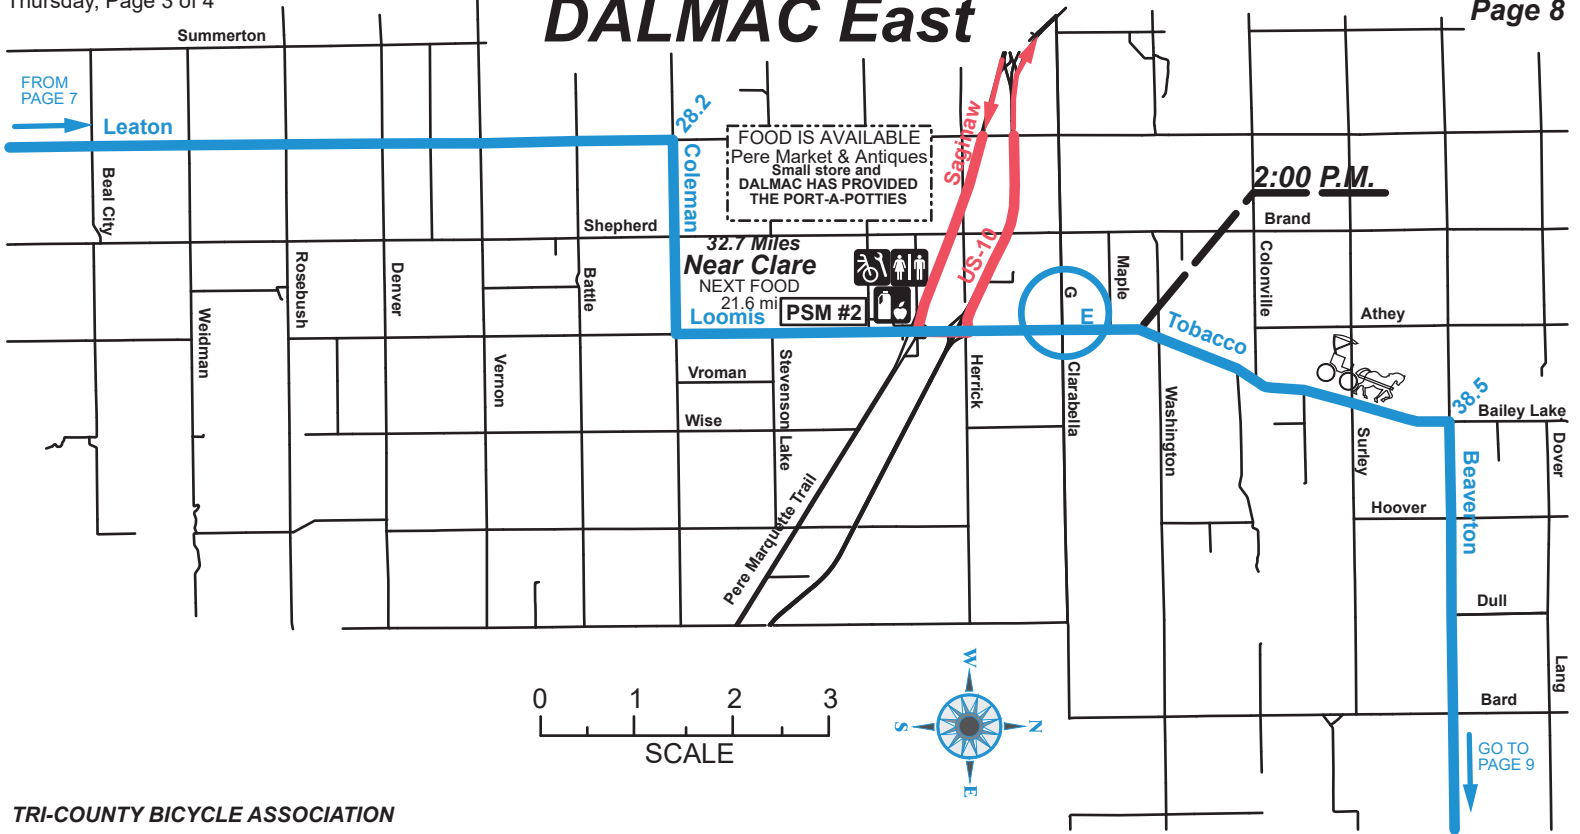 Thursday, Page 3 of 4
DALMAC East
Page 8
Summerton
FROM
PAGE 7
Leaton
28.2
Coleman
FOOD IS AVAILABLE
Pere Market & Antiques
Small store and
DALMAC HAS PROVIDED
THE PORT-A-POTTIES
Saginaw
US-10
2:00 P.M.
Beal City
Shepherd
Brand
32.7 Miles
Near Clare
NEXT FOOD
21.6 mi
PSM #2
Loomis
Rosebush
Denver
Battle
Weidman
Vernon
Vroman
Wise
Stevenson Lake
Herrick
G
E
Clarabella
Maple
Washington
Tobacco
Colonville
Athey
38.5
Bailey Lake
Surley
Dover
Beaverton
Hoover
Pere Marquette Trail
Dull
Lang
Bard
0 1 2 3
SCALE
W
S
N
E
GO TO
PAGE 9
TRI-COUNTY BICYCLE ASSOCIATION